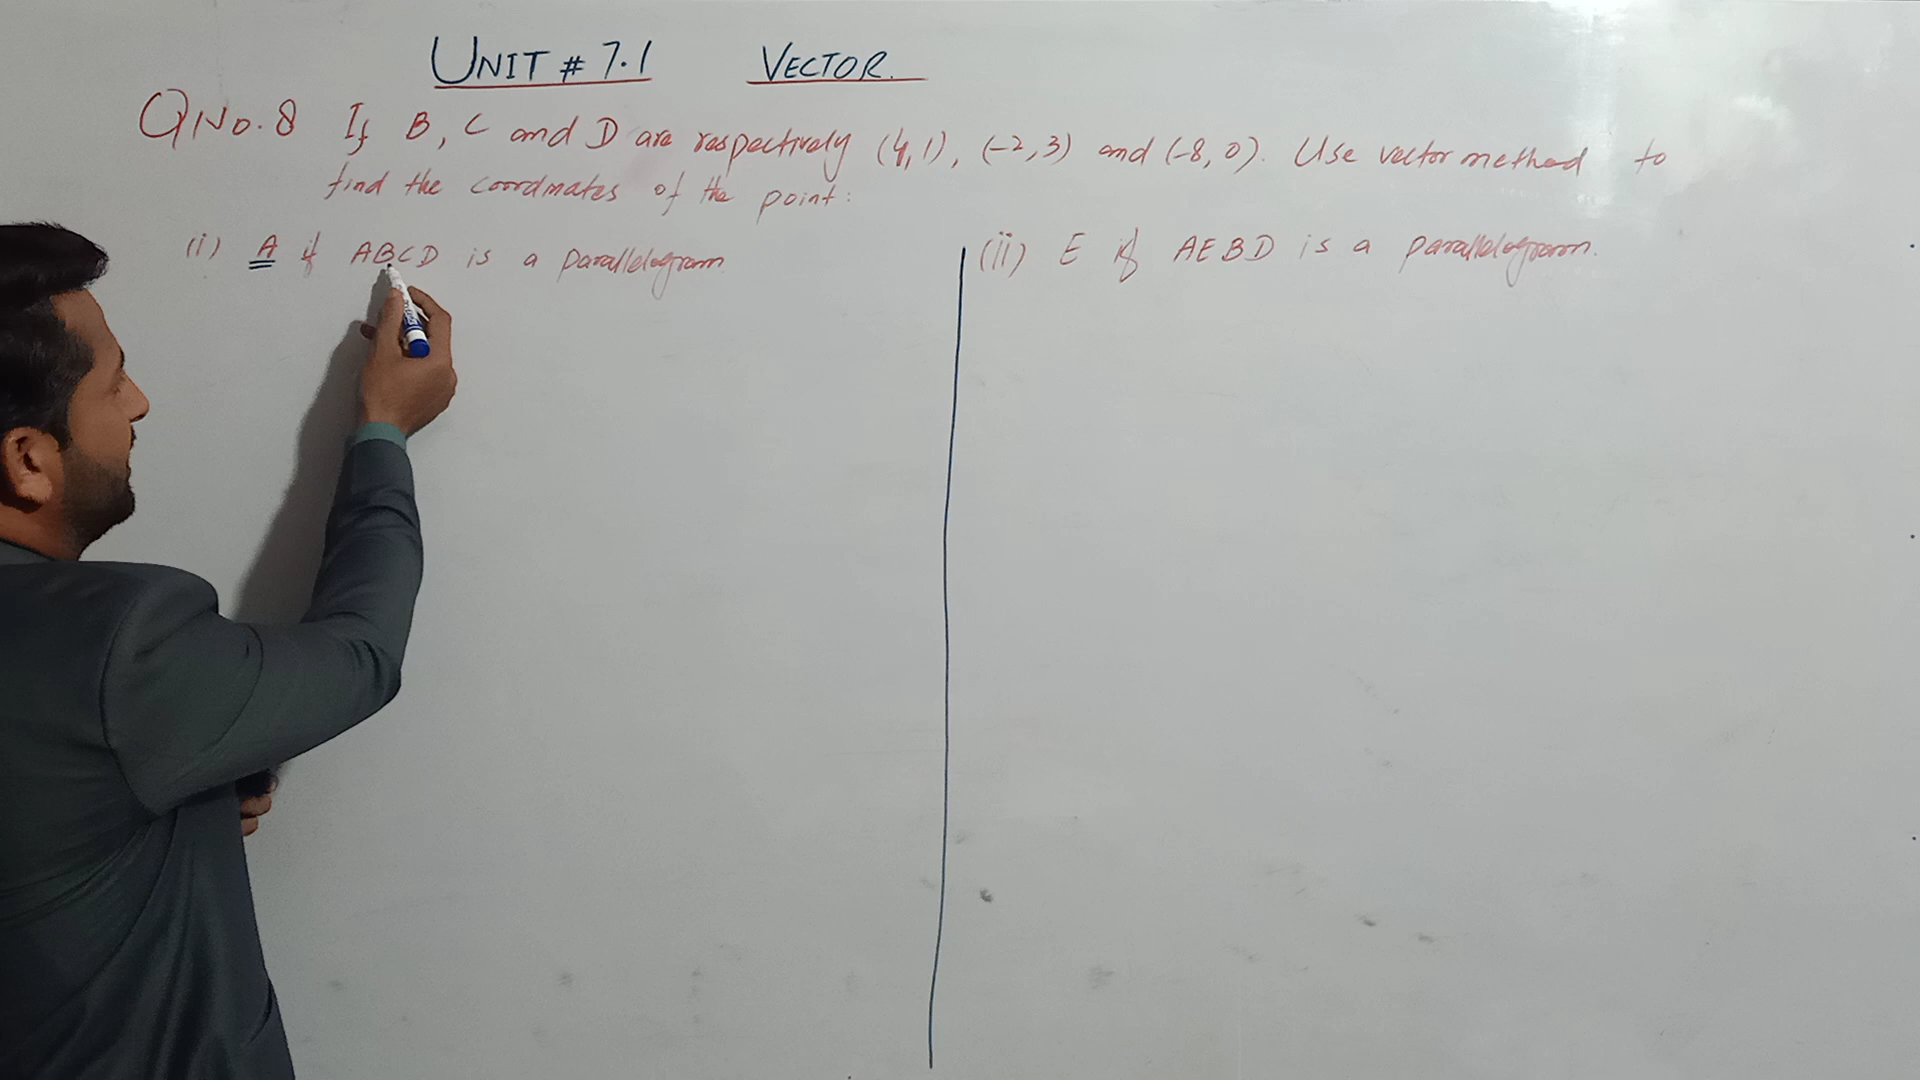 UNIT # 7.1 VECTOR.
Q No. 8 If B, C and D are respectively (4,1), (-2,3) and (-8,0). Use vector method to
find the coordinates of the point:
(i) A if ABCD is a parallelogram.
(ii) E if AEBD is a parallelogram.